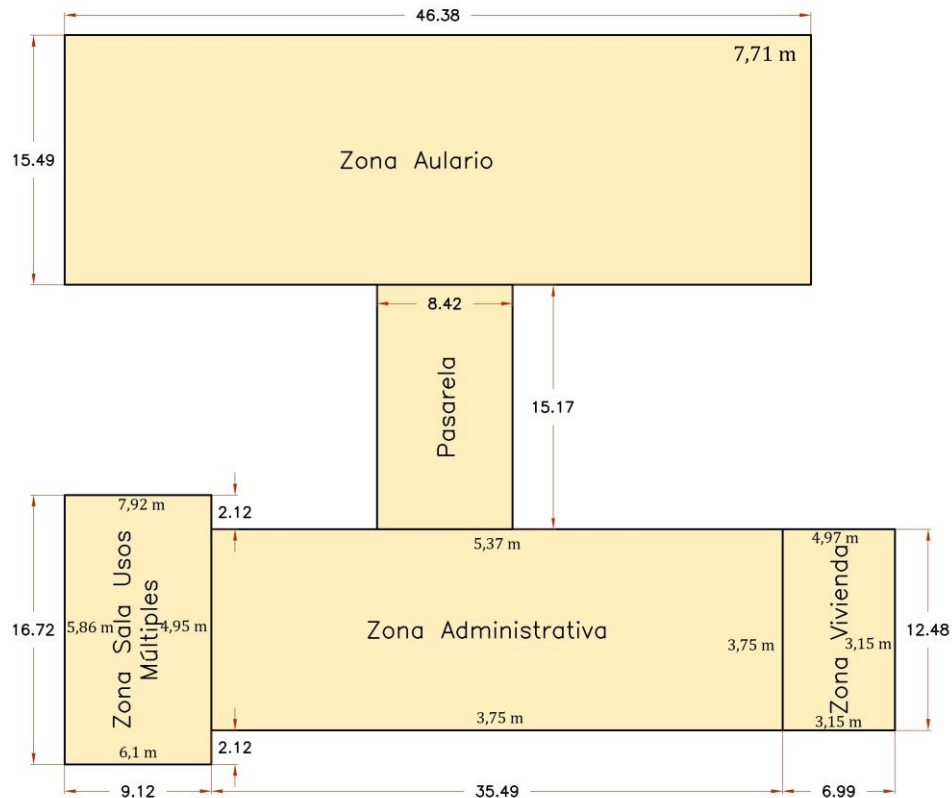 46.38
7,71 m
15.49
Zona Aulario
8.42
Pasarela
15.17
7,92 m
2.12
5,37 m
4,97 m
16.72
Zona Sala Usos
Múltiples
5,86 m
4,95 m
Zona Administrativa
3,75 m
Zona Vivienda
3,15 m
12.48
6,1 m
2.12
3,75 m
3,15 m
9.12
35.49
6.99